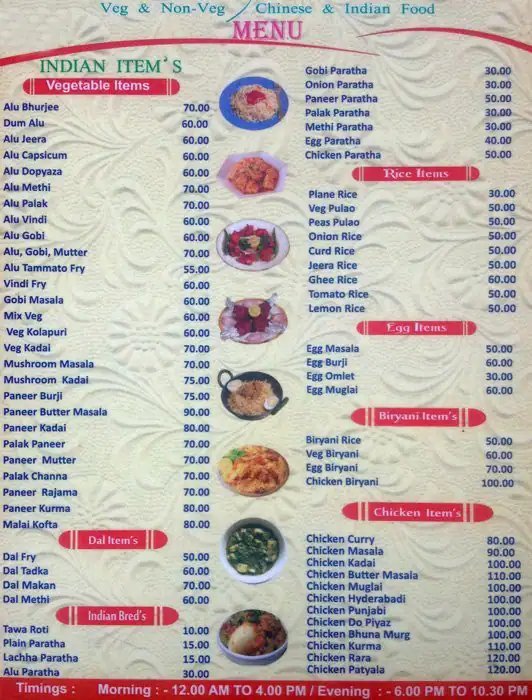 Veg & Non-Veg / Chinese & Indian Food
MENU
INDIAN ITEM'S
Vegetable Items
Alu Bhurjee 70.00
Dum Alu 60.00
Alu Jeera 60.00
Alu Capsicum 60.00
Alu Dopyaza 60.00
Alu Methi 70.00
Alu Palak 70.00
Alu Vindi 60.00
Alu Gobi 60.00
Alu, Gobi, Mutter 70.00
Alu Tammato Fry 55.00
Vindi Fry 60.00
Gobi Masala 60.00
Mix Veg 60.00
Veg Kolapuri 60.00
Veg Kadai 70.00
Mushroom Masala 70.00
Mushroom Kadai 75.00
Paneer Burji 75.00
Paneer Butter Masala 90.00
Paneer Kadai 80.00
Palak Paneer 70.00
Paneer Mutter 70.00
Palak Channa 70.00
Paneer Rajama 70.00
Paneer Kurma 80.00
Malai Kofta 80.00
Dal Item's
Dal Fry 50.00
Dal Tadka 60.00
Dal Makan 70.00
Dal Methi 60.00
Indian Bred's
Tawa Roti 10.00
Plain Paratha 15.00
Lachha Paratha 15.00
Alu Paratha 30.00
Gobi Paratha 30.00
Onion Paratha 30.00
Paneer Paratha 50.00
Palak Paratha 30.00
Methi Paratha 30.00
Egg Paratha 40.00
Chicken Paratha 50.00
Rice Items
Plane Rice 30.00
Veg Pulao 50.00
Peas Pulao 50.00
Onion Rice 50.00
Curd Rice 50.00
Jeera Rice 50.00
Ghee Rice 60.00
Tomato Rice 50.00
Lemon Rice 50.00
Egg Items
Egg Masala 50.00
Egg Burji 60.00
Egg Omlet 30.00
Egg Muglai 60.00
Biryani Item's
Biryani Rice 50.00
Veg Biryani 60.00
Egg Biryani 70.00
Chicken Biryani 100.00
Chicken Item's
Chicken Curry 80.00
Chicken Masala 90.00
Chicken Kadai 100.00
Chicken Butter Masala 110.00
Chicken Muglai 100.00
Chicken Hyderabadi 100.00
Chicken Punjabi 100.00
Chicken Do Piyaz 100.00
Chicken Bhuna Murg 100.00
Chicken Kurma 110.00
Chicken Rara 120.00
Chicken Patyala 120.00
Timings : Morning : - 12.00 AM TO 4.00 PM / Evening : - 6.00 PM TO 10.30 PM